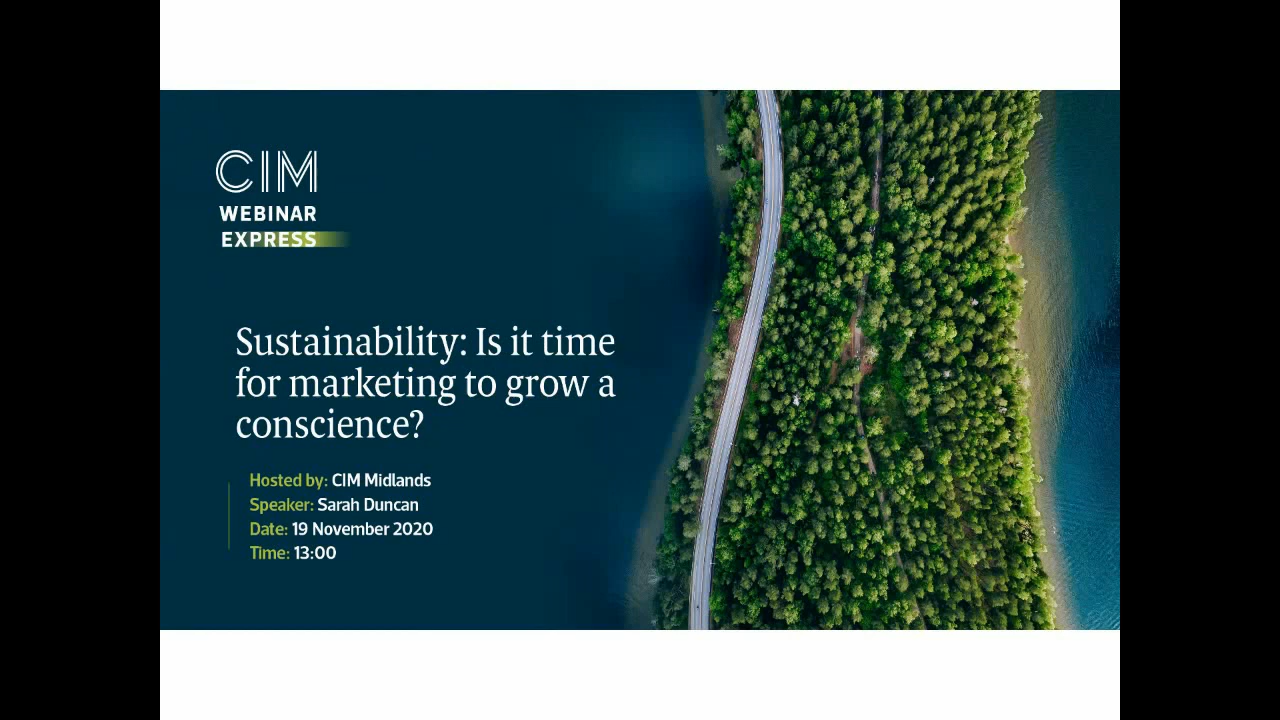 CIM
WEBINAR
EXPRESS
Sustainability: Is it time
for marketing to grow a
conscience?
Hosted by: CIM Midlands
Speaker: Sarah Duncan
Date: 19 November 2020
Time: 13:00